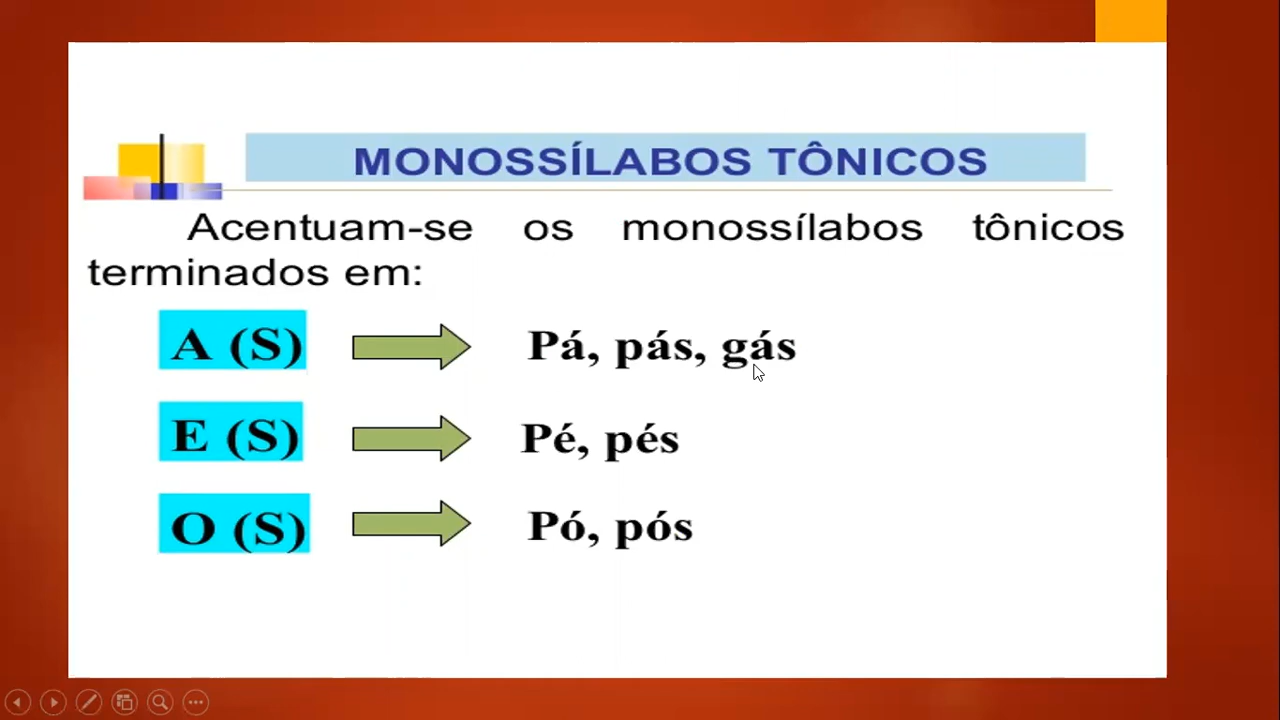 MONOSSÍLABOS TÔNICOS
Acentuam-se os monossílabos tônicos
terminados em:
A (S) Pá, pás, gás
E (S) Pé, pés
O (S) Pó, pós